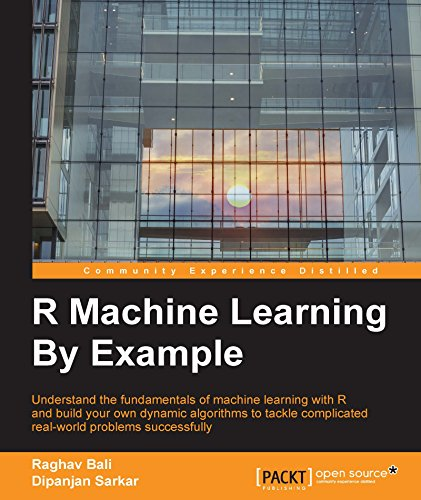 Community Experience Distilled
R Machine Learning
By Example
Understand the fundamentals of machine learning with R
and build your own dynamic algorithms to tackle complicated
real-world problems successfully
Raghav Bali
Dipanjan Sarkar
[PACKT]
PUBLISHING
open source*
community experience distilled